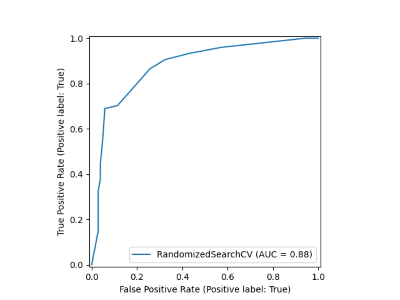 1.0
0.8
0.6
0.4
0.2
0.0
True Positive Rate (Positive label: True)
RandomizedSearchCV (AUC = 0.88)
0.0 0.2 0.4 0.6 0.8 1.0
False Positive Rate (Positive label: True)